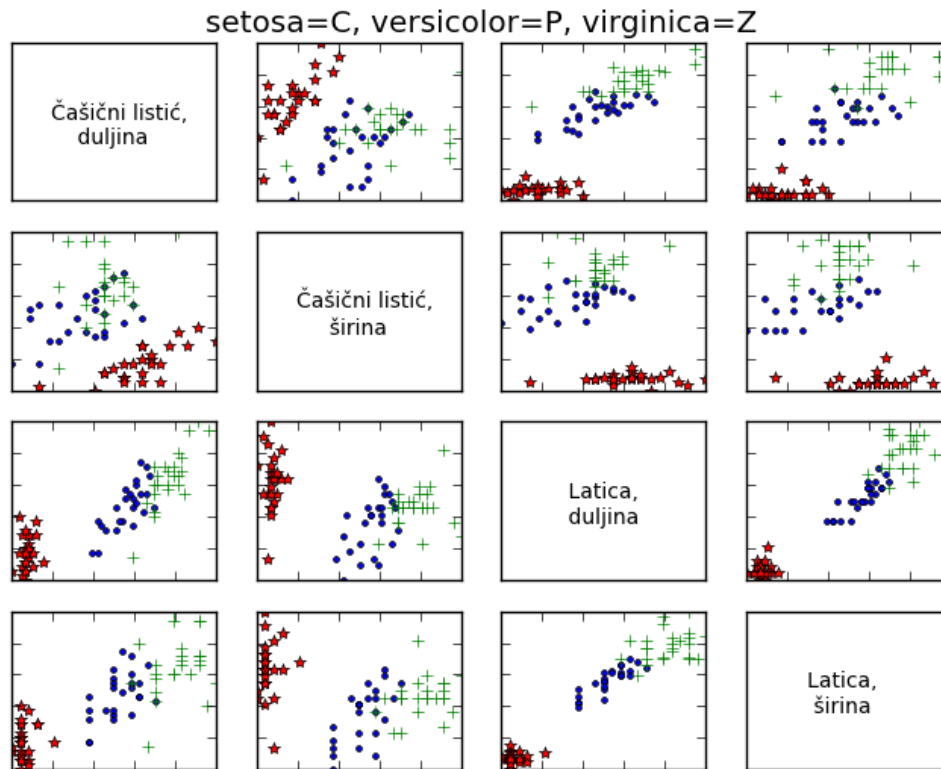 setosa=C, versicolor=P, virginica=Z
Čašični listić,
duljina
Čašični listić,
širina
Latica,
duljina
Latica,
širina